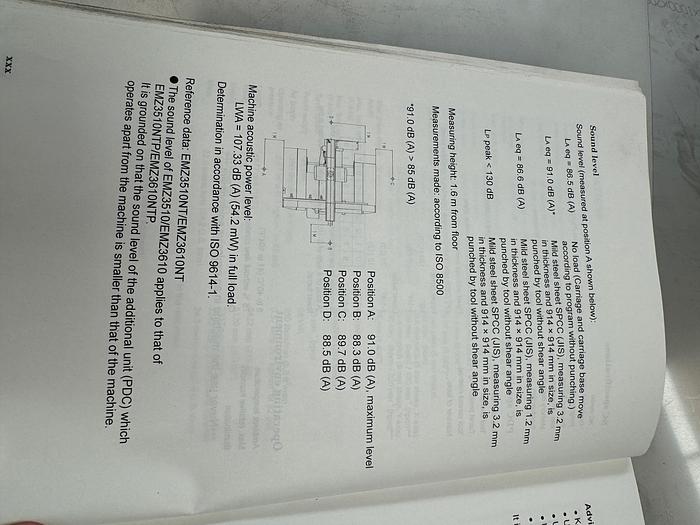 Sound level
Sound level (measured at position A shown below):
LA eq = 86.5 dB (A) No load (Carriage and carriage base move
according to program without punching.)
LA eq = 91.0 dB (A)* Mild steel sheet SPCC (JIS), measuring 3.2 mm
in thickness and 914 × 914 mm in size, is
punched by tool without shear angle
LA eq = 86.6 dB (A) Mild steel sheet SPCC (JIS), measuring 1.2 mm
in thickness and 914 × 914 mm in size, is
punched by tool without shear angle
LP peak < 130 dB Mild steel sheet SPCC (JIS), measuring 3.2 mm
in thickness and 914 × 914 mm in size, is
punched by tool without shear angle
Measuring height: 1.6 m from floor
Measurements made: according to ISO 8500
*91.0 dB (A) > 85 dB (A)
Position A: 91.0 dB (A) maximum level
Position B: 88.3 dB (A)
Position C: 89.7 dB (A)
Position D: 88.5 dB (A)
Machine acoustic power level:
LWA = 107.33 dB (A) (54.2 mW) in full load.
Determination in accordance with ISO 9614-1.
Reference data: EMZ3510NT/EMZ3610NT
● The sound level of EMZ3510/EMZ3610 applies to that of
EMZ3510NTP/EMZ3610NTP.
It is grounded on that the sound level of the additional unit (PDC) which
operates apart from the machine is smaller than that of the machine.
xxx
Advi
• K
• U
• L
It i